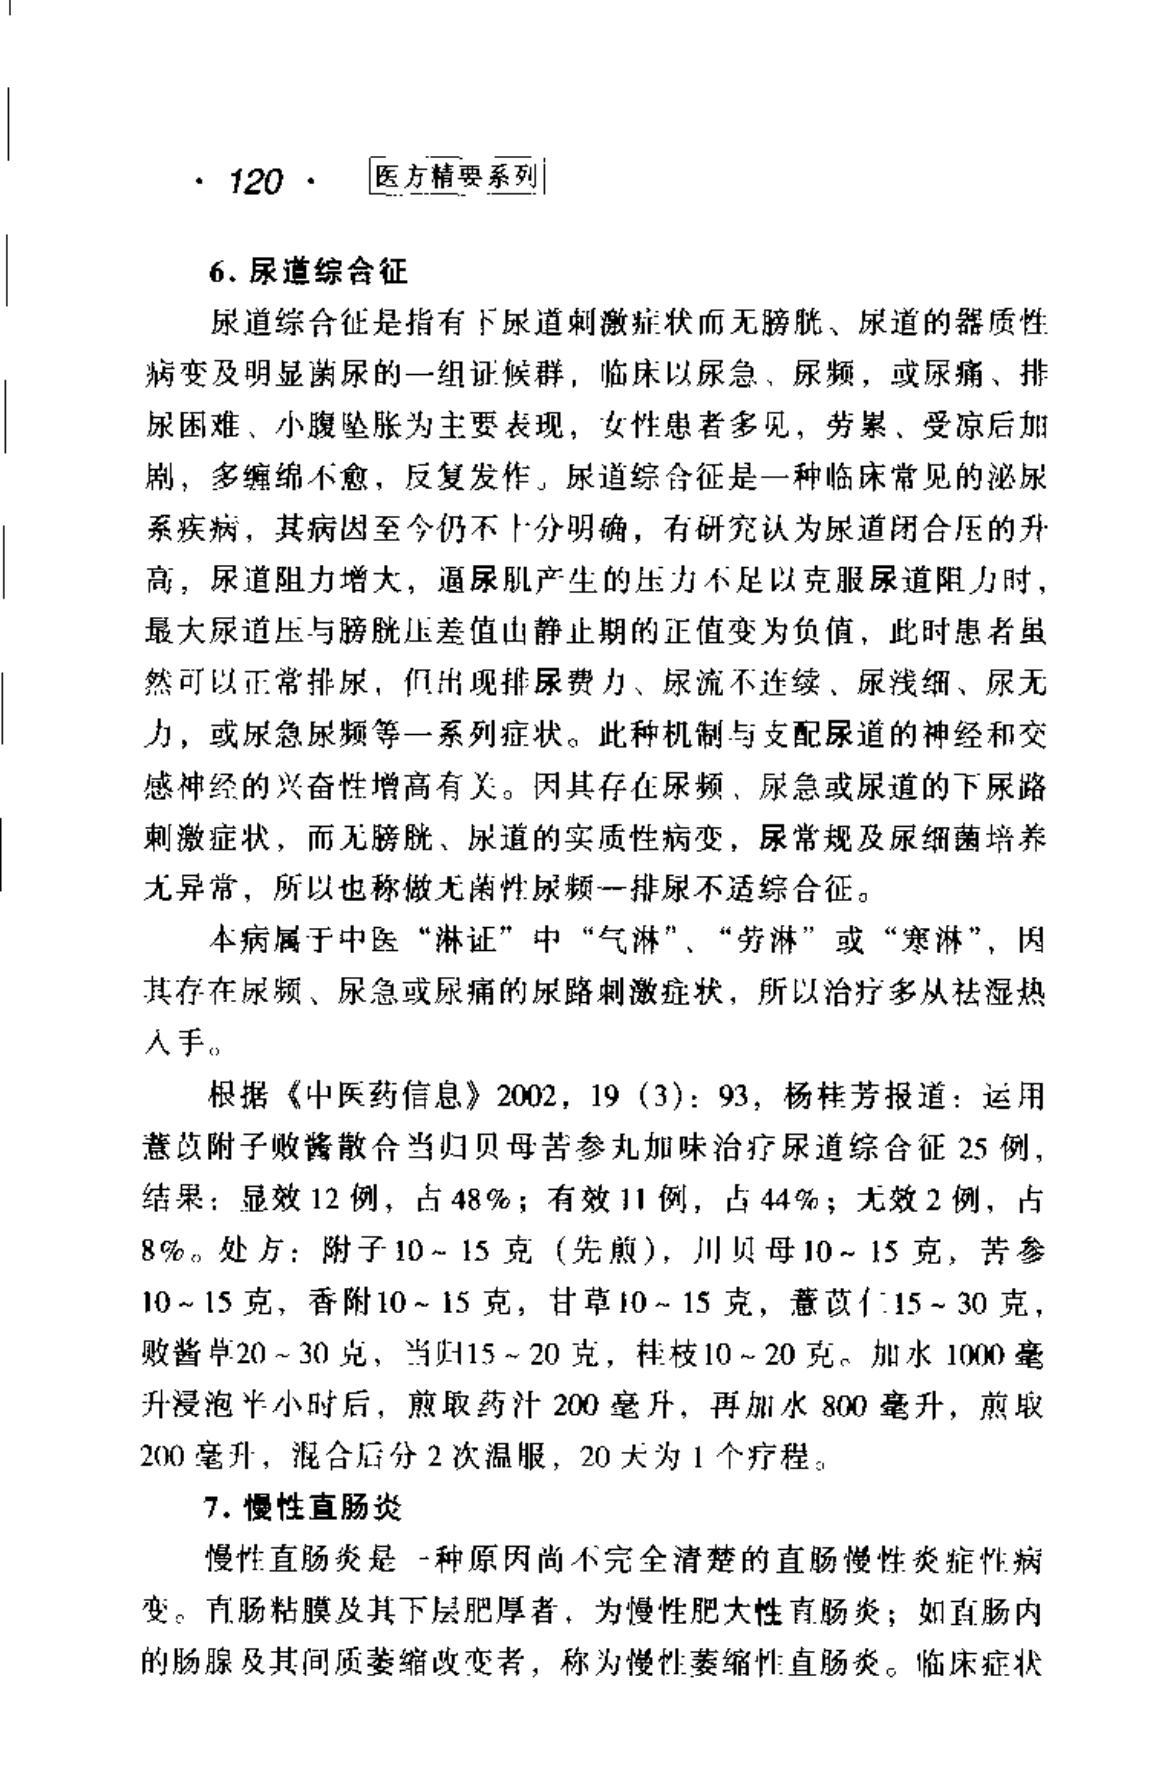 · 120 · 医方精要系列
6. 尿道综合征
尿道综合征是指有下尿道刺激症状而无膀胱、尿道的器质性
病变及明显菌尿的一组证候群，临床以尿急、尿频，或尿痛、排
尿困难、小腹坠胀为主要表现，女性患者多见，劳累、受凉后加
剧，多缠绵不愈，反复发作。尿道综合征是一种临床常见的泌尿
系疾病，其病因至今仍不十分明确，有研究认为尿道闭合压的升
高，尿道阻力增大，逼尿肌产生的压力不足以克服尿道阻力时，
最大尿道压与膀胱压差值由静止期的正值变为负值，此时患者虽
然可以正常排尿，但出现排尿费力、尿流不连续、尿浅细、尿无
力，或尿急尿频等一系列症状。此种机制与支配尿道的神经和交
感神经的兴奋性增高有关。因其存在尿频、尿急或尿道的下尿路
刺激症状，而无膀胱、尿道的实质性病变，尿常规及尿细菌培养
无异常，所以也称做无菌性尿频—排尿不适综合征。
本病属于中医“淋证”中“气淋”、“劳淋”或“寒淋”，因
其存在尿频、尿急或尿痛的尿路刺激症状，所以治疗多从祛湿热
入手。
根据《中医药信息》2002，19（3）：93，杨桂芳报道：运用
薏苡附子败酱散合当归贝母苦参丸加味治疗尿道综合征 25 例，
结果：显效 12 例，占 48%；有效 11 例，占 44%；无效 2 例，占
8%。处方：附子 10～15 克（先煎），川贝母 10～15 克，苦参
10～15 克，香附 10～15 克，甘草 10～15 克，薏苡仁 15～30 克，
败酱草 20～30 克，当归 15～20 克，桂枝 10～20 克。加水 1000 毫
升浸泡半小时后，煎取药汁 200 毫升，再加水 800 毫升，煎取
200 毫升，混合后分 2 次温服，20 天为 1 个疗程。
7. 慢性直肠炎
慢性直肠炎是一种原因尚不完全清楚的直肠慢性炎症性病
变。直肠粘膜及其下层肥厚者，为慢性肥大性直肠炎；如直肠内
的肠腺及其间质萎缩改变者，称为慢性萎缩性直肠炎。临床症状